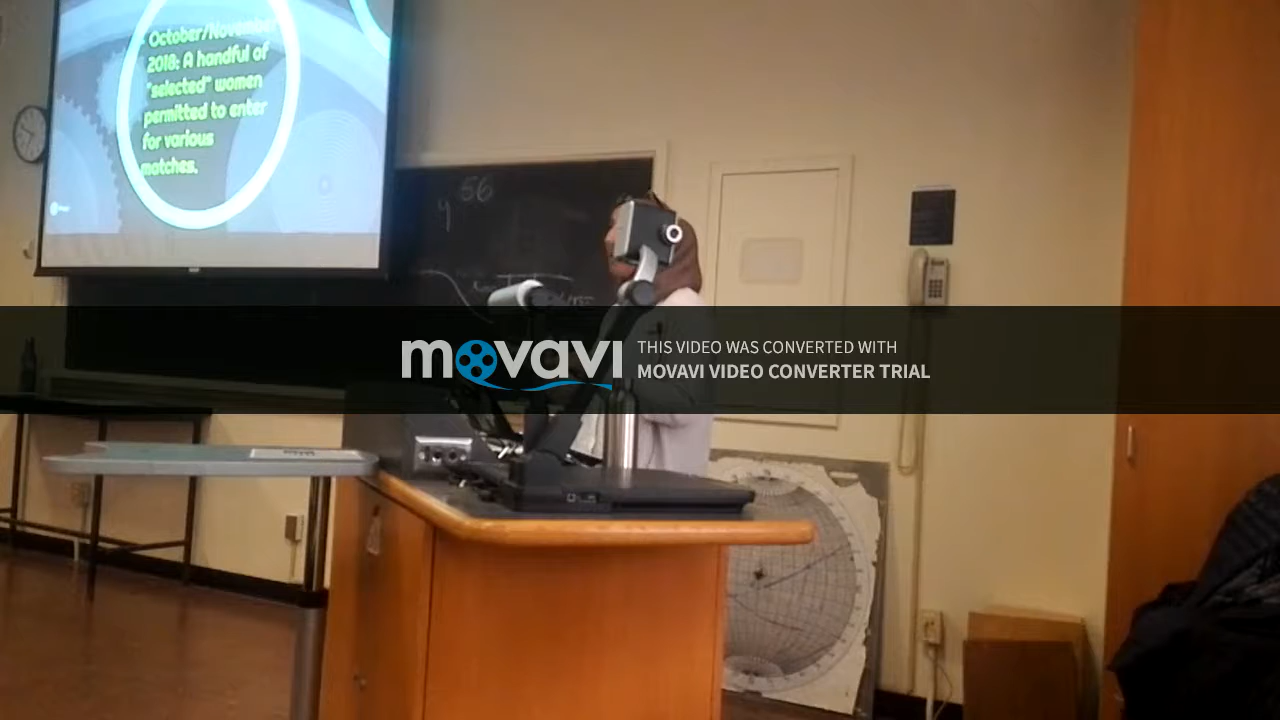 October/November
2018: A handful of
"selected" women
permitted to enter
for various
matches.
56
9
movavi
THIS VIDEO WAS CONVERTED WITH
MOVAVI VIDEO CONVERTER TRIAL